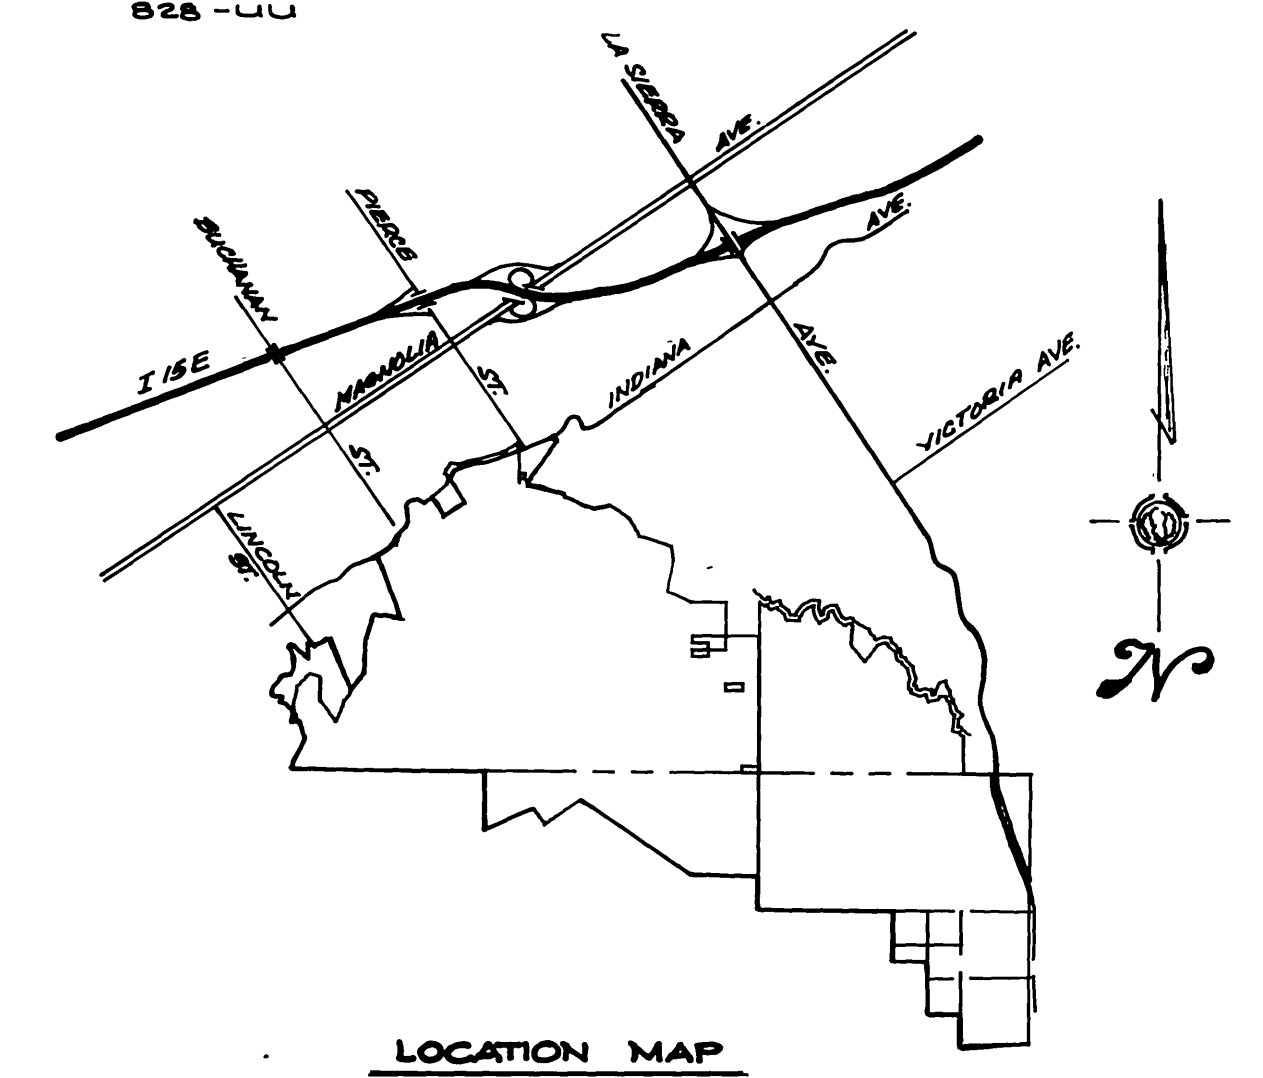 828-UU
LA SIERRA
AVE.
PIERCE
AVE.
BUCHANAN
I 15E
MAGNOLIA
AVE.
INDIANA
VICTORIA AVE.
ST.
ST.
LINCOLN
ST.
N
LOCATION MAP